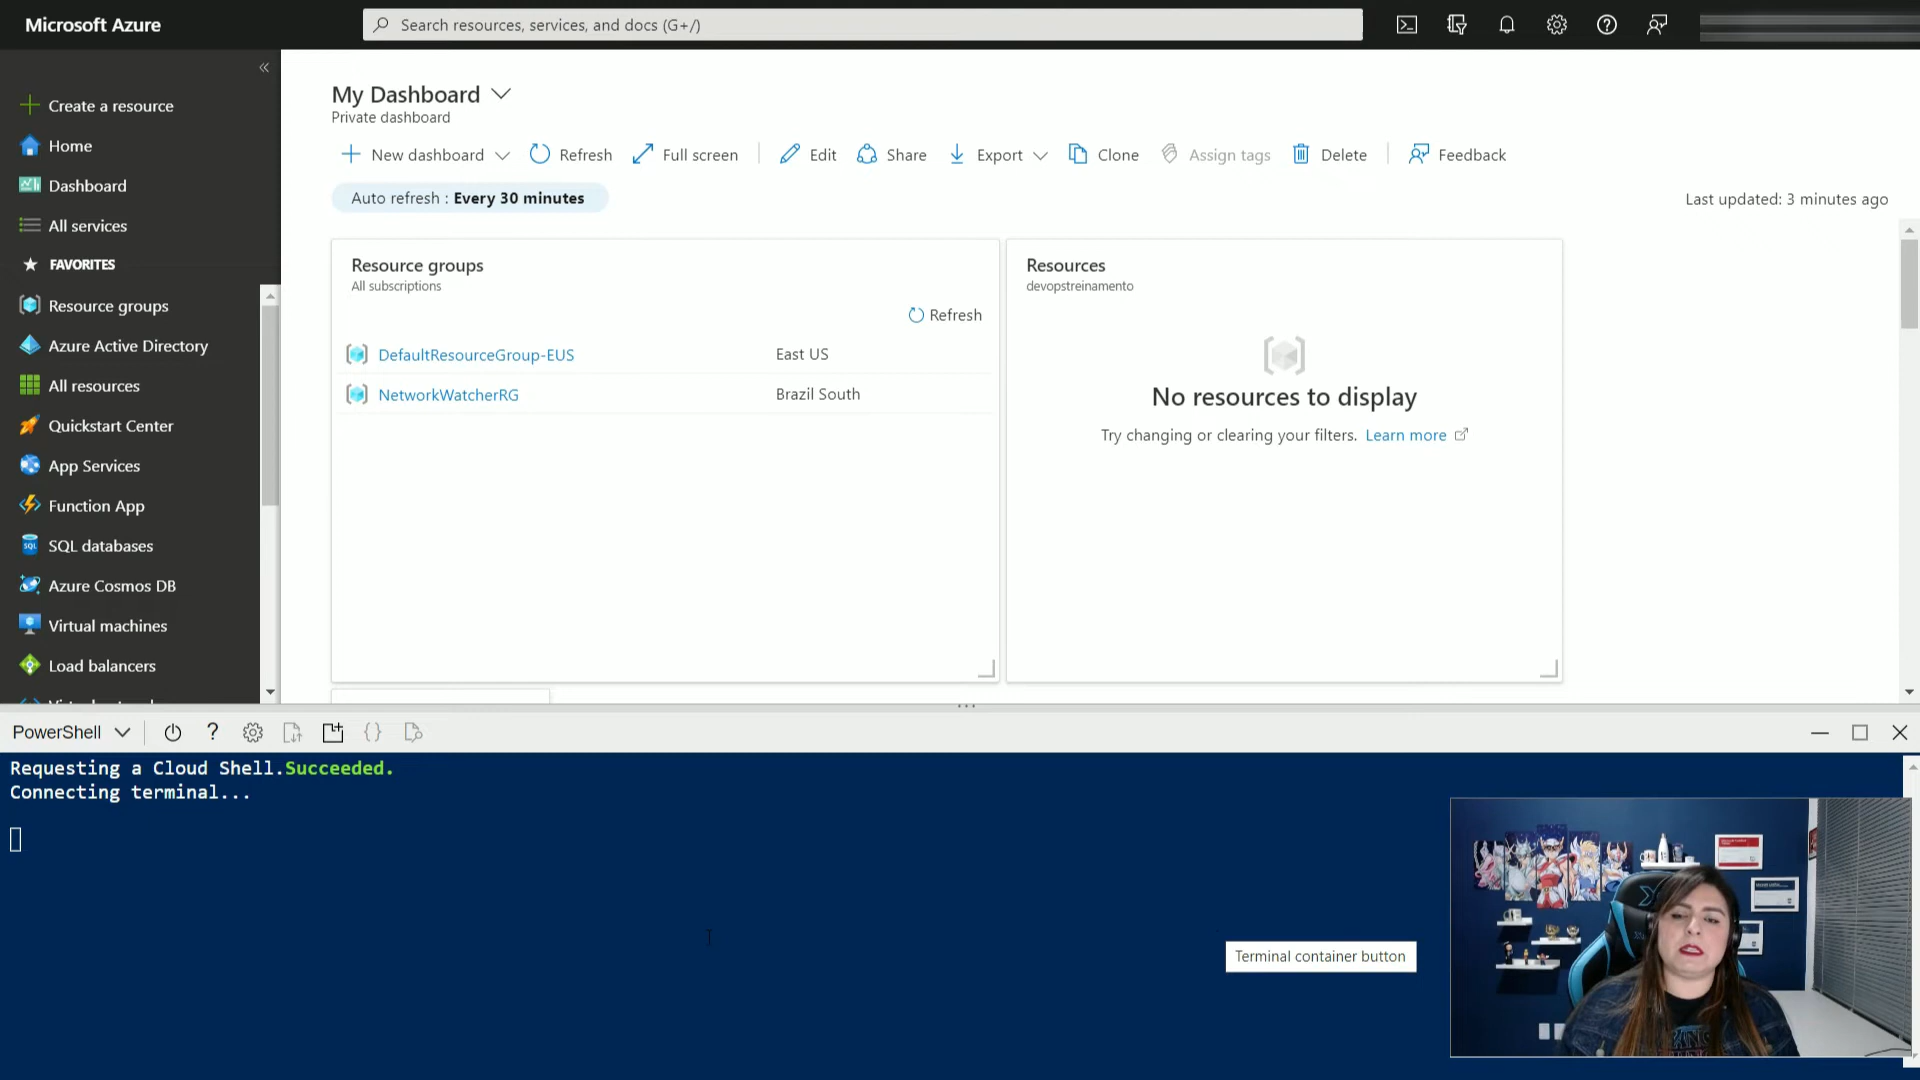 Microsoft Azure
Search resources, services, and docs (G+/)
Create a resource
Home
Dashboard
All services
FAVORITES
Resource groups
Azure Active Directory
All resources
Quickstart Center
App Services
Function App
SQL databases
Azure Cosmos DB
Virtual machines
Load balancers
My Dashboard
Private dashboard
New dashboard
Refresh
Full screen
Edit
Share
Export
Clone
Assign tags
Delete
Feedback
Auto refresh : Every 30 minutes
Last updated: 3 minutes ago
Resource groups
All subscriptions
Refresh
DefaultResourceGroup-EUS
East US
NetworkWatcherRG
Brazil South
Resources
devopstreinamento
No resources to display
Try changing or clearing your filters. Learn more
PowerShell
Requesting a Cloud Shell.Succeeded.
Connecting terminal...
Terminal container button